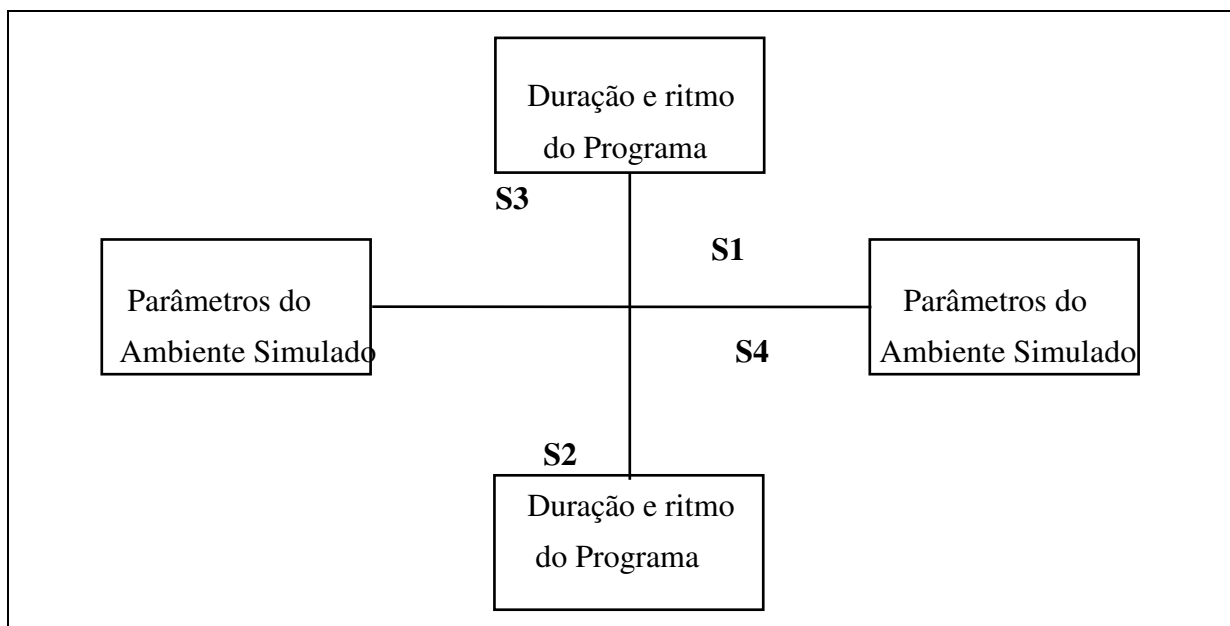 Duração e ritmo
do Programa
S3
S1
Parâmetros do
Ambiente Simulado
Parâmetros do
Ambiente Simulado
S4
S2
Duração e ritmo
do Programa